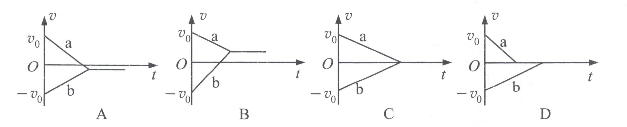 v v v v
v₀ a v₀ a v₀ a v₀ a
O t O t O t O t
−v₀ b −v₀ b −v₀ b −v₀ b
A B C D